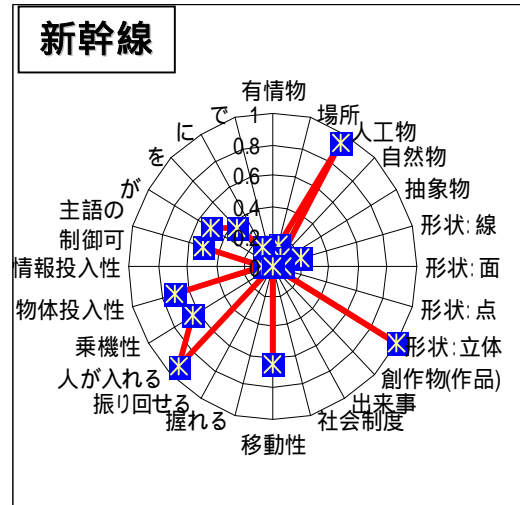 新幹線
有情物
場所
人工物
自然物
抽象物
形状:線
形状:面
形状:点
形状:立体
創作物(作品)
出来事
社会制度
移動性
握れる
振り回せる
人が入れる
乗機性
物体投入性
情報投入性
主語の
制御可
が
を
に
で
1
0.8
0.6
0.4
0.2
0